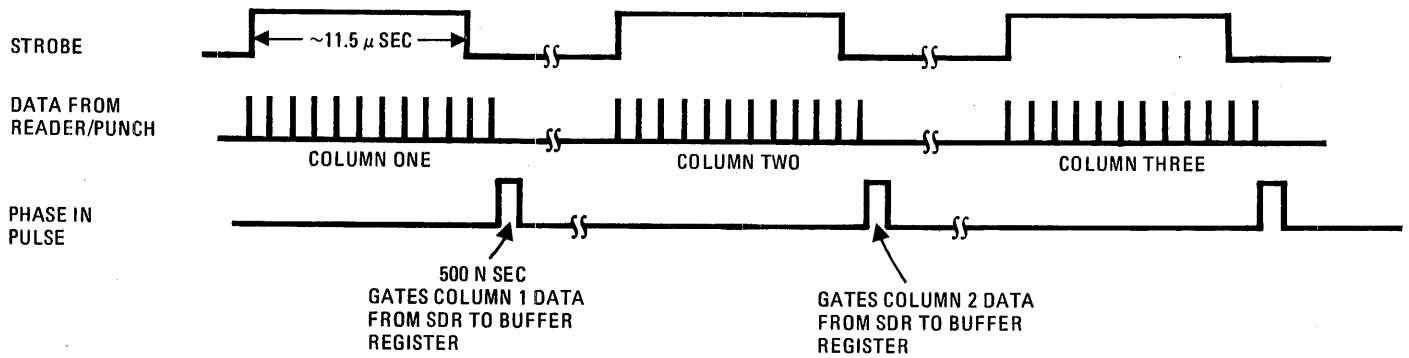 STROBE
~11.5 μ SEC
DATA FROM
READER/PUNCH
COLUMN ONE
COLUMN TWO
COLUMN THREE
PHASE IN
PULSE
500 N SEC
GATES COLUMN 1 DATA
FROM SDR TO BUFFER
REGISTER
GATES COLUMN 2 DATA
FROM SDR TO BUFFER
REGISTER